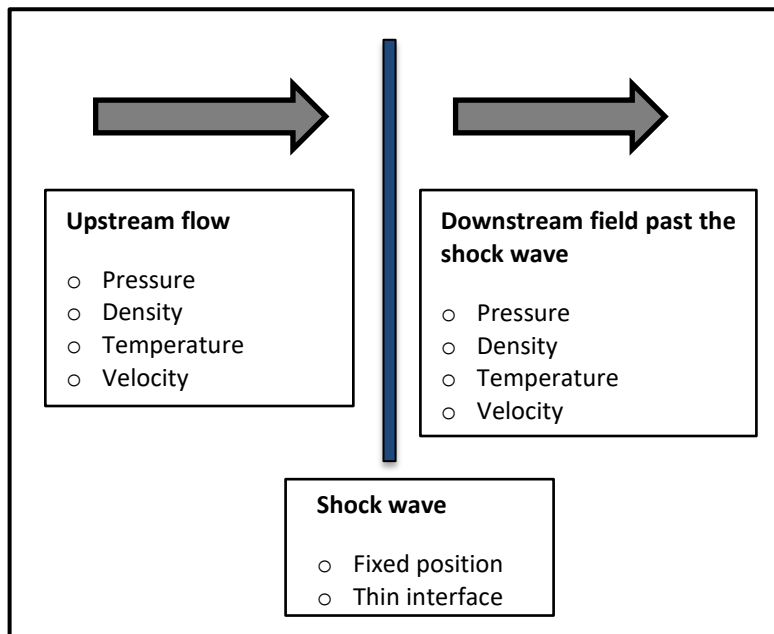 Upstream flow
o Pressure
o Density
o Temperature
o Velocity
Downstream field past the
shock wave
o Pressure
o Density
o Temperature
o Velocity
Shock wave
o Fixed position
o Thin interface